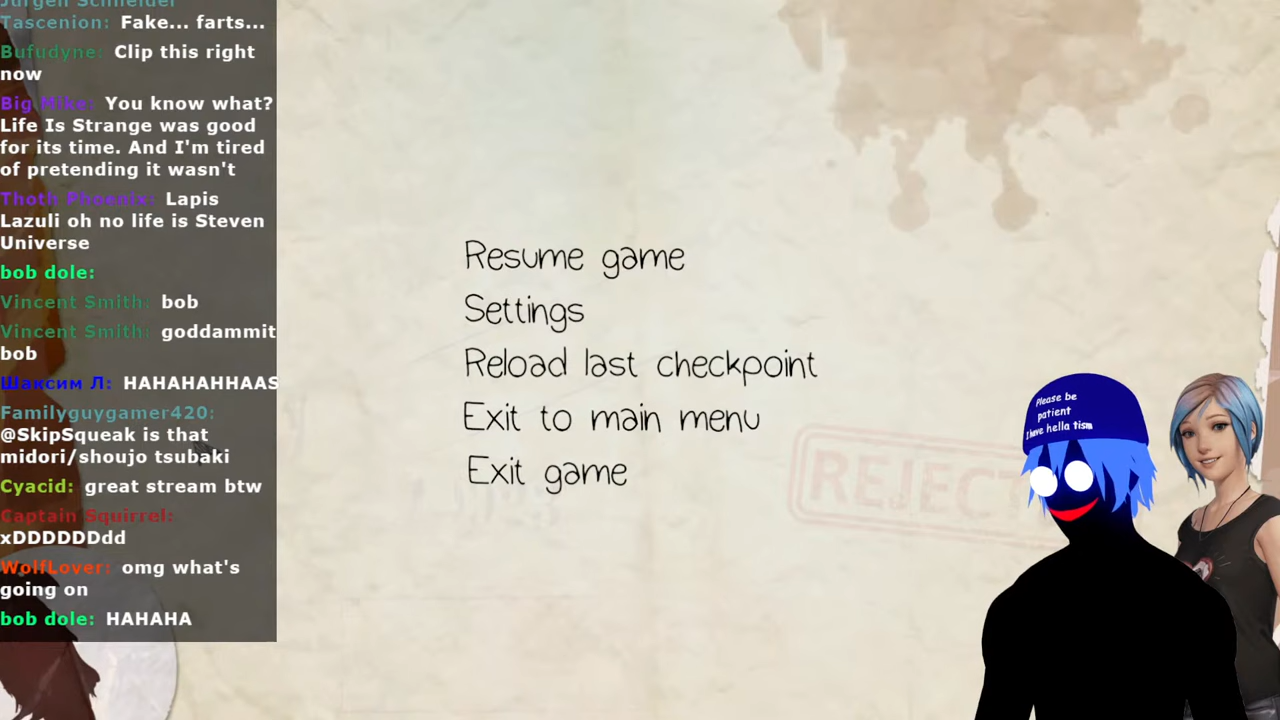 Jürgen Schneider
Tascenion: Fake... farts...
Bufudyne: Clip this right
now
Big Mike: You know what?
Life Is Strange was good
for its time. And I'm tired
of pretending it wasn't
Thoth Phoenix: Lapis
Lazuli oh no life is Steven
Universe
bob dole:
Vincent Smith: bob
Vincent Smith: goddammit
bob
Шаксим Л: HAHAHAHHAAS
Familyguygamer420:
@SkipSqueak is that
midori/shoujo tsubaki
Cyacid: great stream btw
Captain Squirrel:
xDDDDDDdd
WolfLover: omg what's
going on
bob dole: HAHAHA
Resume game
Settings
Reload last checkpoint
Exit to main menu
Exit game
REJECT
Please be
patient
I have hella tism